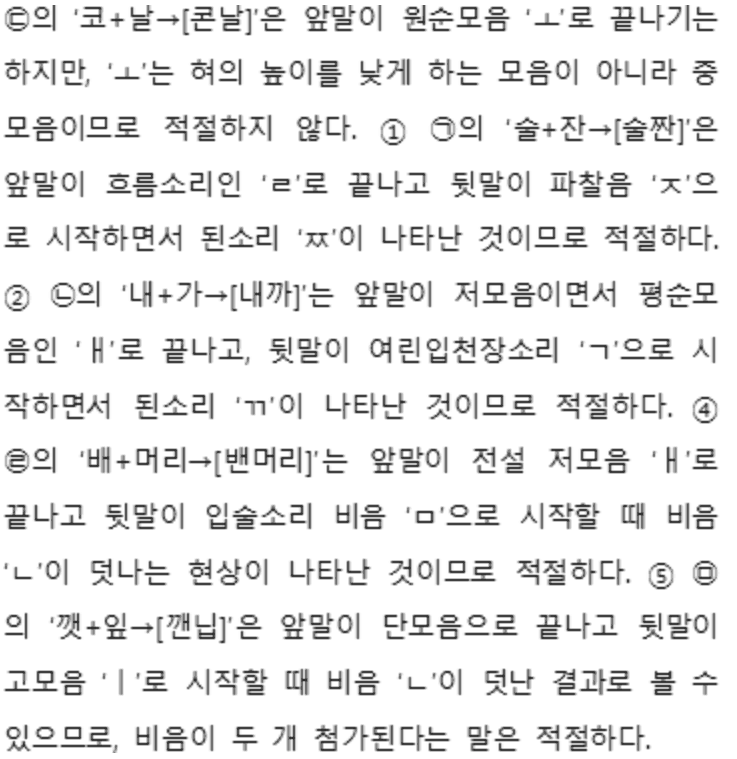 ㉢의 '코+날→[콘날]'은 앞말이 원순모음 'ㅗ'로 끝나기는
하지만, 'ㅗ'는 혀의 높이를 낮게 하는 모음이 아니라 중
모음이므로 적절하지 않다. ① ㉠의 '술+잔→[술짠]'은
앞말이 흐름소리인 'ㄹ'로 끝나고 뒷말이 파찰음 'ㅈ'으
로 시작하면서 된소리 'ㅉ'이 나타난 것이므로 적절하다.
② ㉡의 '내+가→[내까]'는 앞말이 저모음이면서 평순모
음인 'ㅐ'로 끝나고, 뒷말이 여린입천장소리 'ㄱ'으로 시
작하면서 된소리 'ㄲ'이 나타난 것이므로 적절하다. ④
㉣의 '배+머리→[밴머리]'는 앞말이 전설 저모음 'ㅐ'로
끝나고 뒷말이 입술소리 비음 'ㅁ'으로 시작할 때 비음
'ㄴ'이 덧나는 현상이 나타난 것이므로 적절하다. ⑤ ㉤
의 '깻+잎→[깬닙]'은 앞말이 단모음으로 끝나고 뒷말이
고모음 'ㅣ'로 시작할 때 비음 'ㄴ'이 덧난 결과로 볼 수
있으므로, 비음이 두 개 첨가된다는 말은 적절하다.